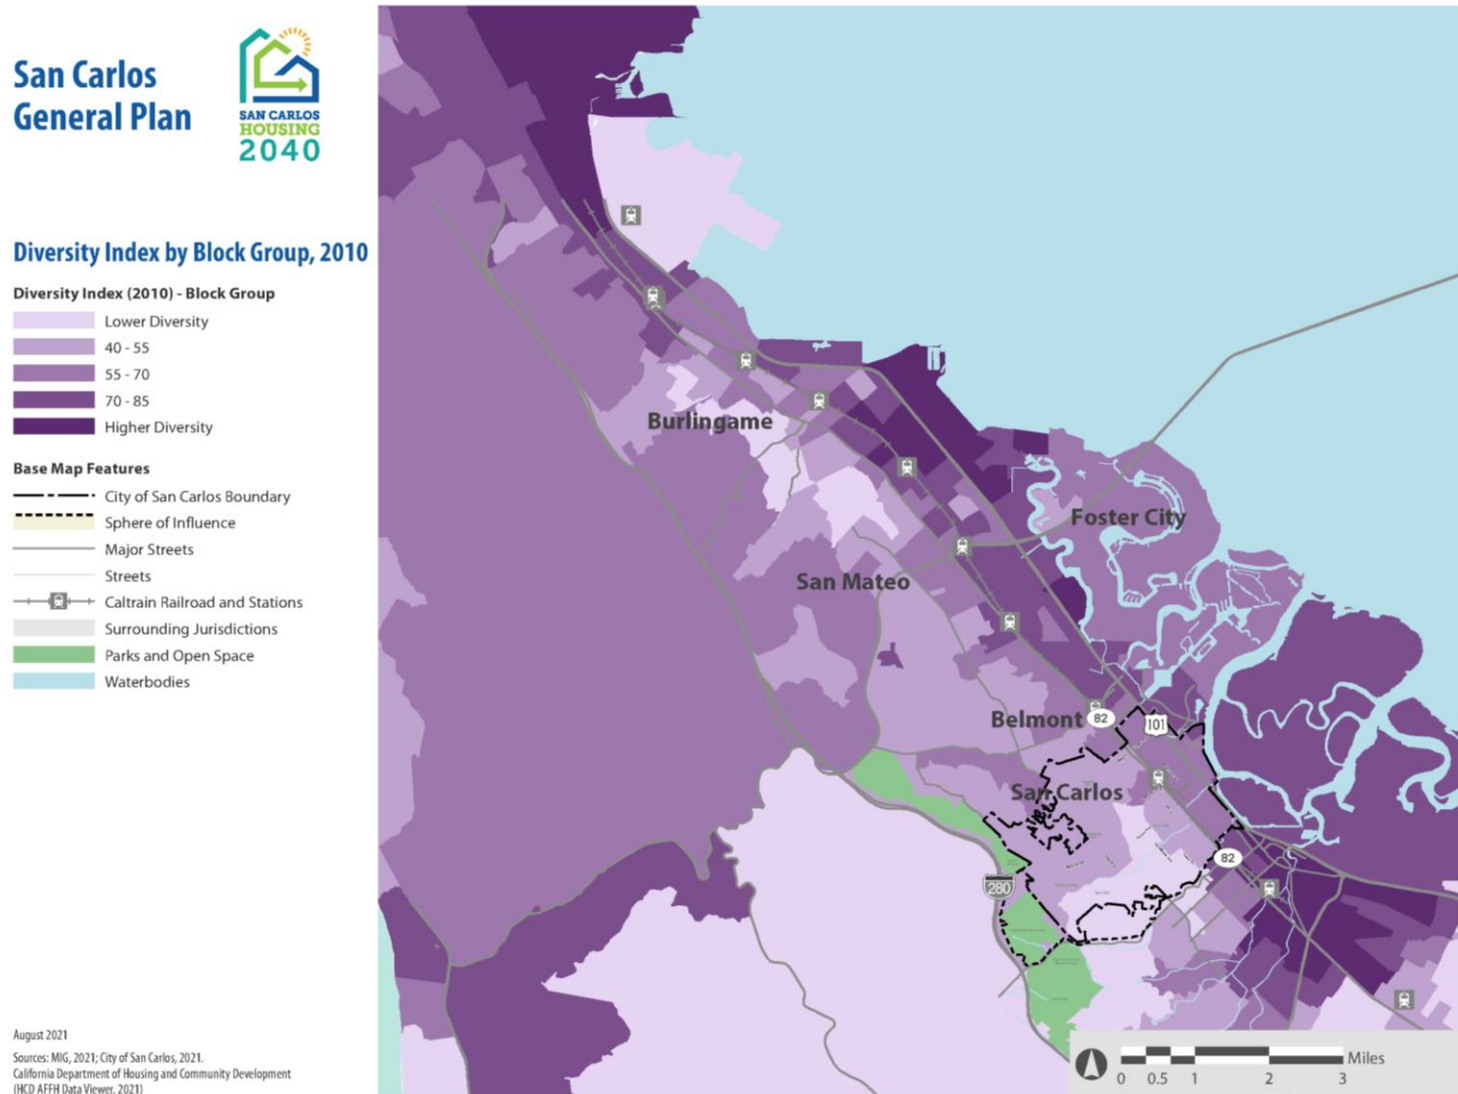 San Carlos
General Plan
SAN CARLOS
HOUSING
2040
Diversity Index by Block Group, 2010
Diversity Index (2010) - Block Group
Lower Diversity
40 - 55
55 - 70
70 - 85
Higher Diversity
Base Map Features
City of San Carlos Boundary
Sphere of Influence
Major Streets
Streets
Caltrain Railroad and Stations
Surrounding Jurisdictions
Parks and Open Space
Waterbodies
August 2021
Sources: MIG, 2021; City of San Carlos, 2021.
California Department of Housing and Community Development
(HCD AFFH Data Viewer, 2021)
Burlingame
Foster City
San Mateo
Belmont
82
101
San Carlos
82
280
Miles
0 0.5 1 2 3